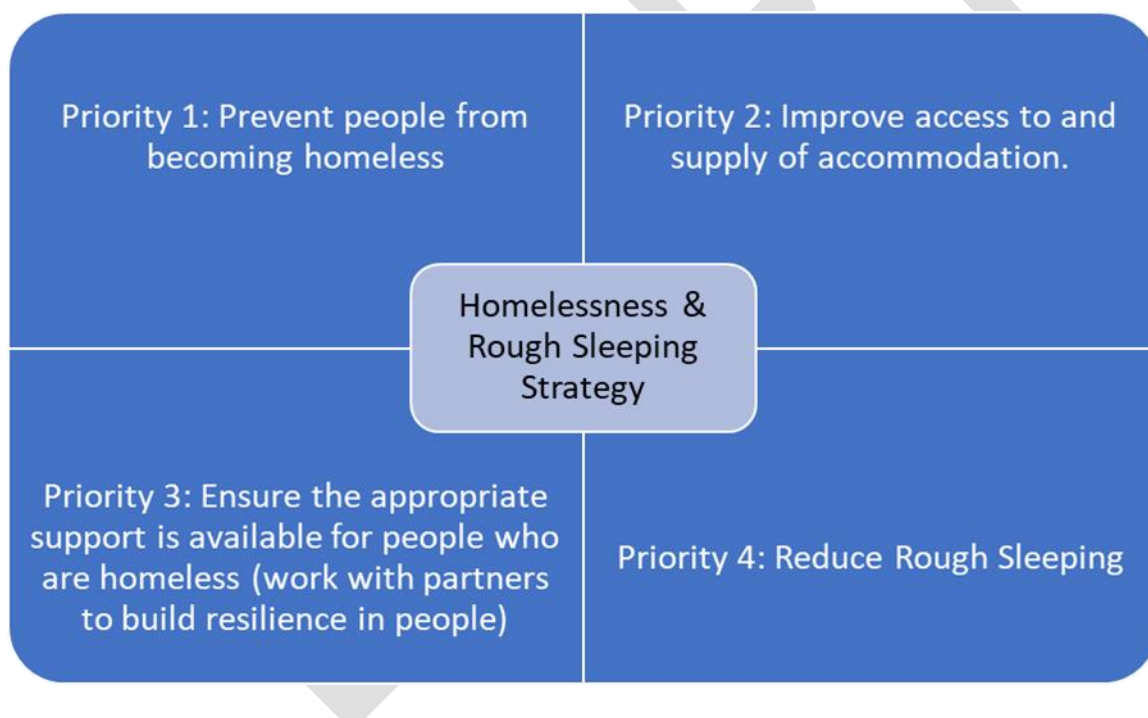 Priority 1: Prevent people from
becoming homeless
Priority 2: Improve access to and
supply of accommodation.
Homelessness &
Rough Sleeping
Strategy
Priority 3: Ensure the appropriate
support is available for people who
are homeless (work with partners
to build resilience in people)
Priority 4: Reduce Rough Sleeping